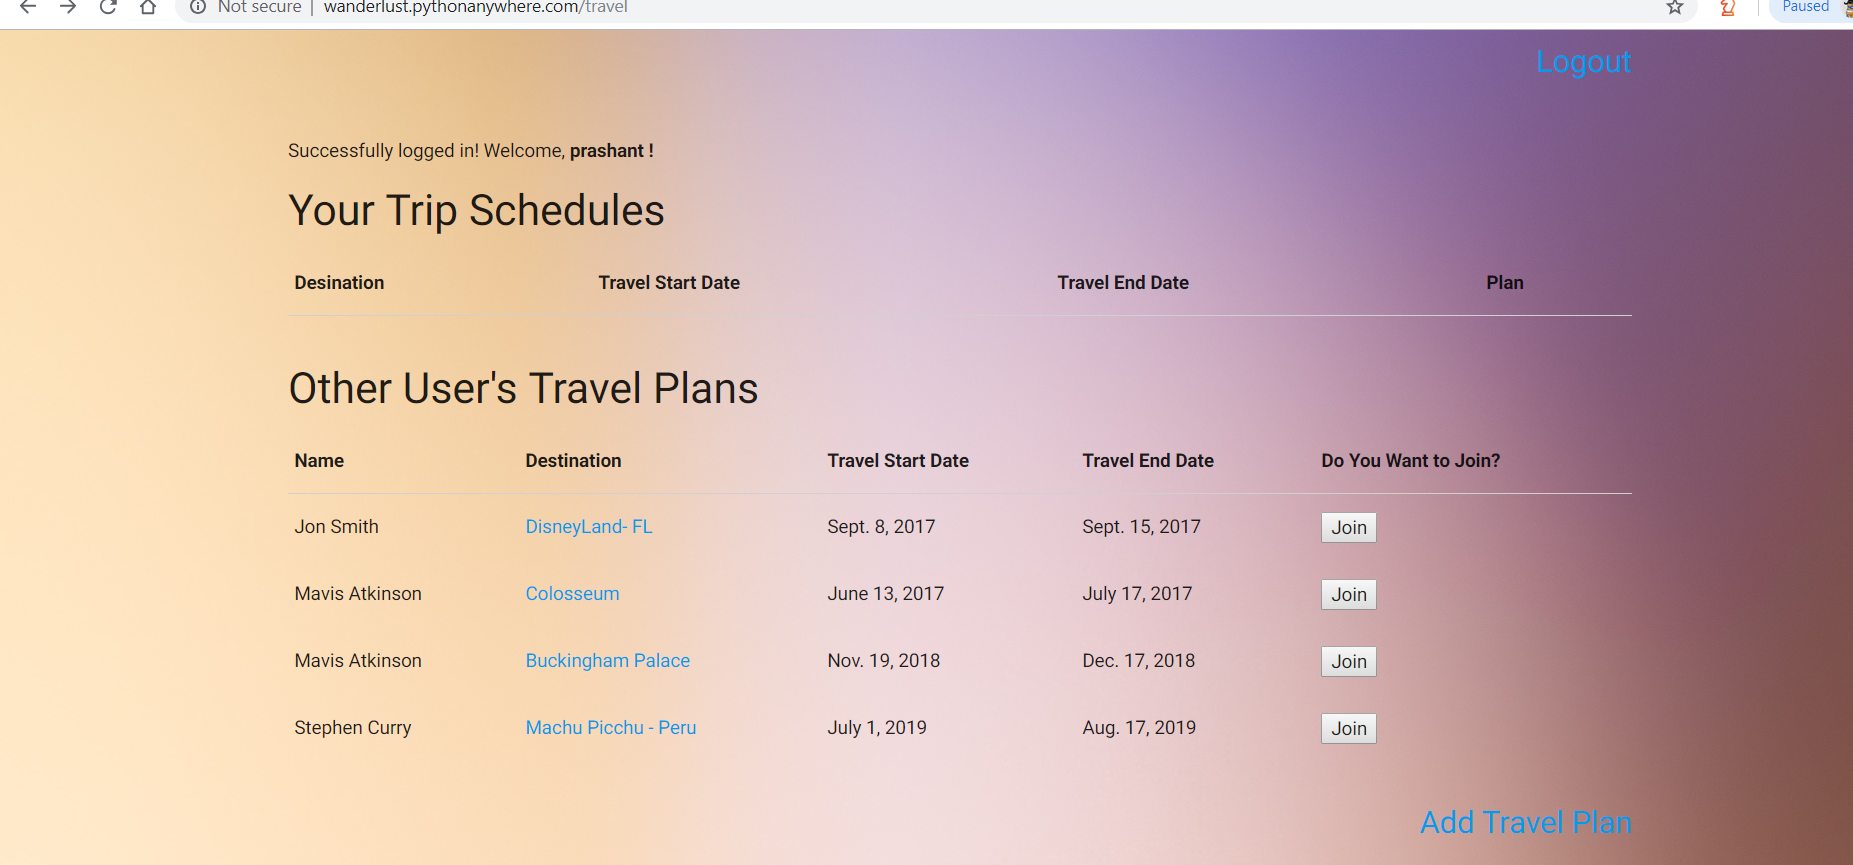 Not secure | wanderlust.pythonanywhere.com/travel Paused
Logout
Successfully logged in! Welcome, prashant !
Your Trip Schedules
Desination Travel Start Date Travel End Date Plan
Other User's Travel Plans
Name Destination Travel Start Date Travel End Date Do You Want to Join?
Jon Smith DisneyLand- FL Sept. 8, 2017 Sept. 15, 2017 Join
Mavis Atkinson Colosseum June 13, 2017 July 17, 2017 Join
Mavis Atkinson Buckingham Palace Nov. 19, 2018 Dec. 17, 2018 Join
Stephen Curry Machu Picchu - Peru July 1, 2019 Aug. 17, 2019 Join
Add Travel Plan